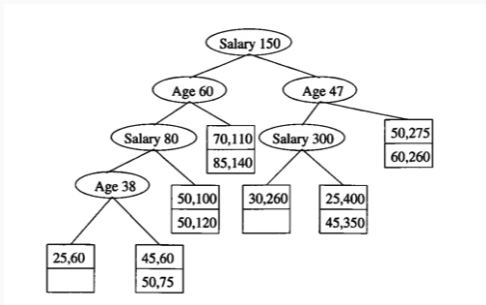 Salary 150
Age 60
Age 47
Salary 80
70,110
85,140
Salary 300
50,275
60,260
Age 38
50,100
50,120
30,260
25,400
45,350
25,60
45,60
50,75